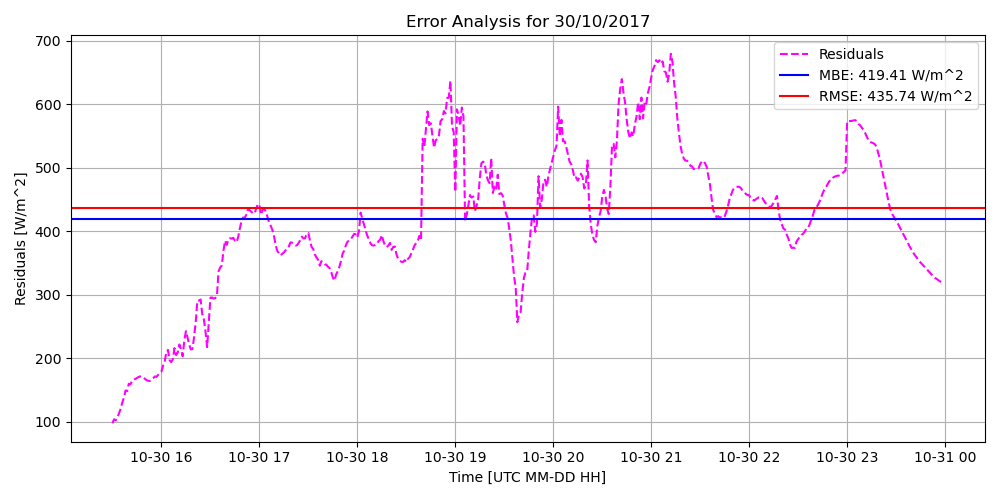 Error Analysis for 30/10/2017
Residuals [W/m^2]
700
600
500
400
300
200
100
Residuals
MBE: 419.41 W/m^2
RMSE: 435.74 W/m^2
10-30 16 10-30 17 10-30 18 10-30 19 10-30 20 10-30 21 10-30 22 10-30 23 10-31 00
Time [UTC MM-DD HH]